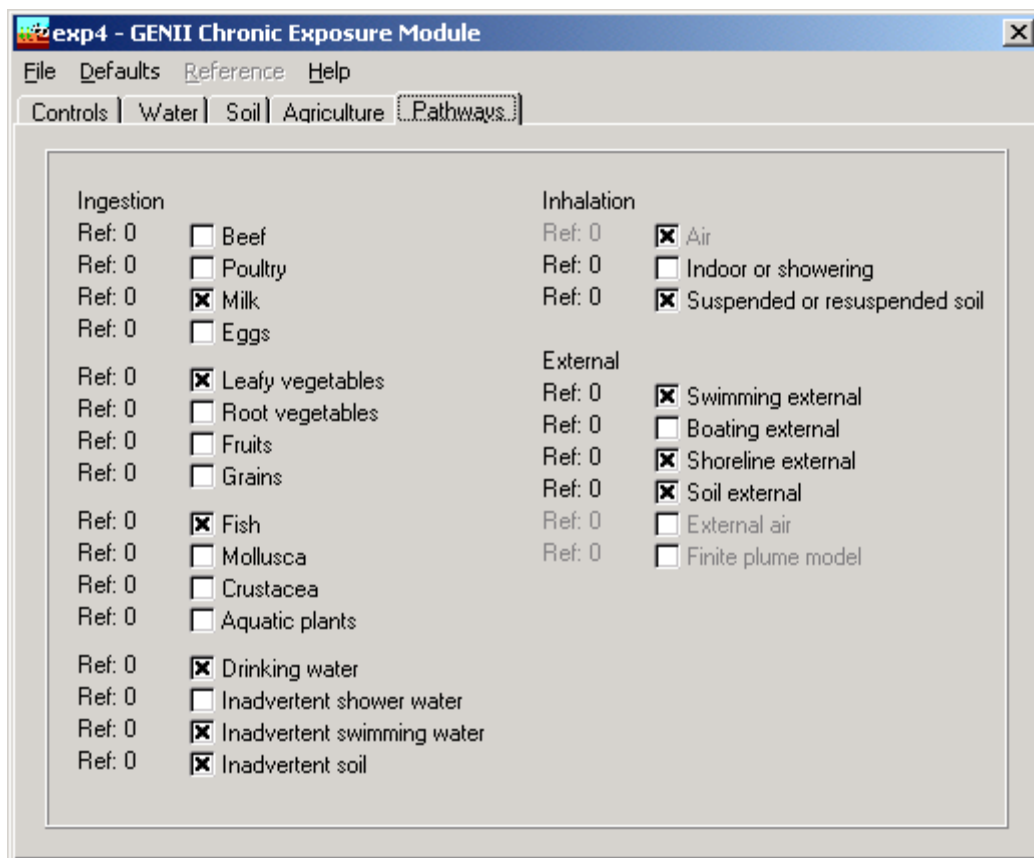 exp4 - GENII Chronic Exposure Module
File Defaults Reference Help
Controls Water Soil Agriculture Pathways
Ingestion
Ref: 0 Beef
Ref: 0 Poultry
Ref: 0 Milk
Ref: 0 Eggs
Ref: 0 Leafy vegetables
Ref: 0 Root vegetables
Ref: 0 Fruits
Ref: 0 Grains
Ref: 0 Fish
Ref: 0 Mollusca
Ref: 0 Crustacea
Ref: 0 Aquatic plants
Ref: 0 Drinking water
Ref: 0 Inadvertent shower water
Ref: 0 Inadvertent swimming water
Ref: 0 Inadvertent soil
Inhalation
Ref: 0 Air
Ref: 0 Indoor or showering
Ref: 0 Suspended or resuspended soil
External
Ref: 0 Swimming external
Ref: 0 Boating external
Ref: 0 Shoreline external
Ref: 0 Soil external
Ref: 0 External air
Ref: 0 Finite plume model